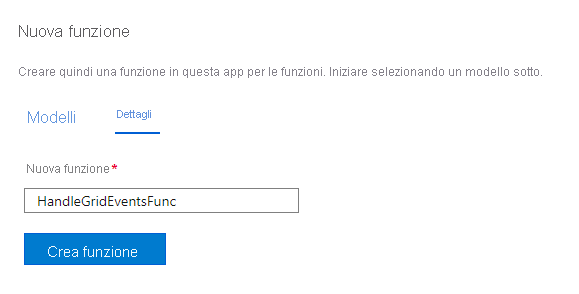 Nuova funzione
Creare quindi una funzione in questa app per le funzioni. Iniziare selezionando un modello sotto.
Modelli Dettagli
Nuova funzione*
HandleGridEventsFunc
Crea funzione